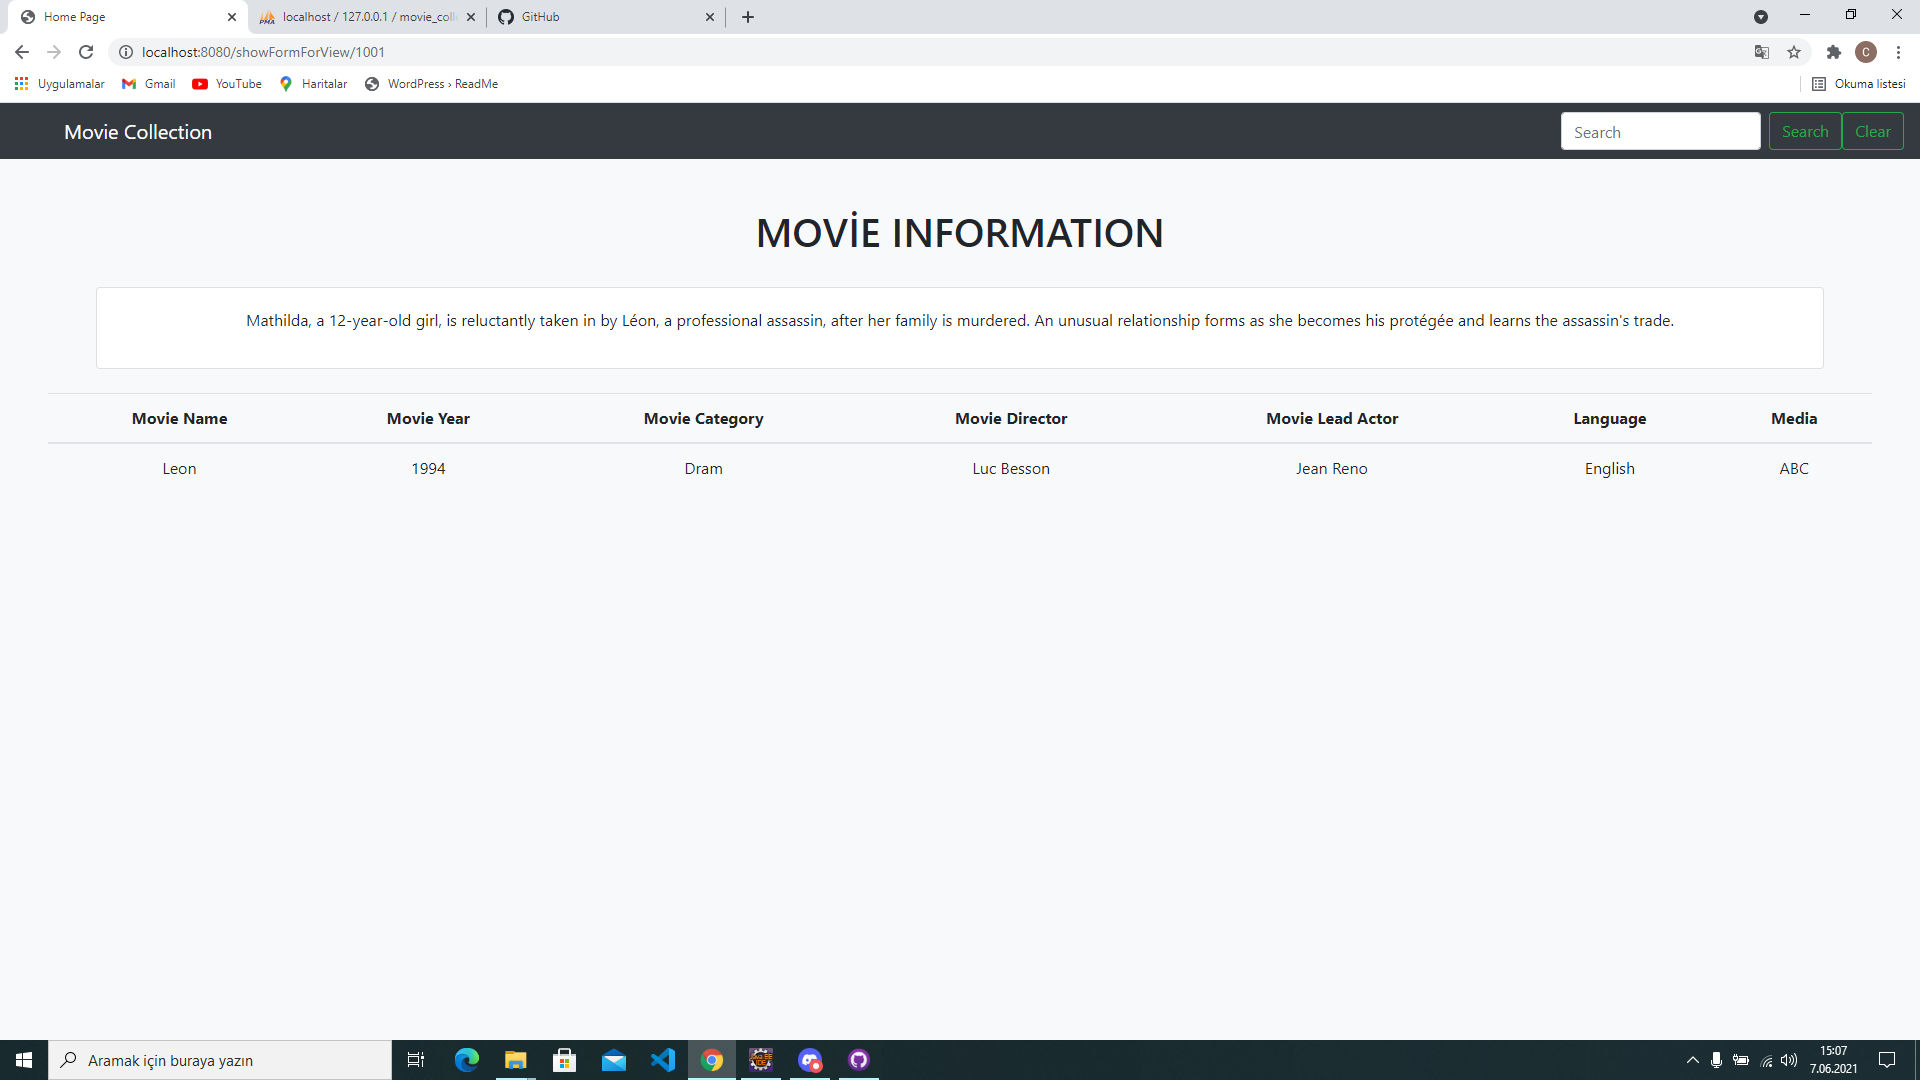 Home Page
localhost / 127.0.0.1 / movie_coll
GitHub
localhost:8080/showFormForView/1001
C
Uygulamalar
Gmail
YouTube
Haritalar
WordPress › ReadMe
Okuma listesi
Movie Collection
Search
Search
Clear
MOVİE INFORMATION
Mathilda, a 12-year-old girl, is reluctantly taken in by Léon, a professional assassin, after her family is murdered. An unusual relationship forms as she becomes his protégée and learns the assassin's trade.
Movie Name Movie Year Movie Category Movie Director Movie Lead Actor Language Media
Leon 1994 Dram Luc Besson Jean Reno English ABC
Aramak için buraya yazın
15:07
7.06.2021